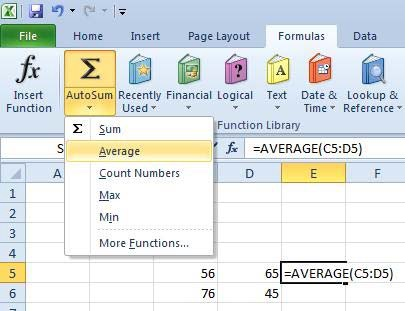 File Home Insert Page Layout Formulas Data
fx Σ
Insert Function AutoSum Recently Used Financial Logical Text Date & Time Lookup & Reference
Function Library
Σ Sum
Average
Count Numbers
Max
Min
More Functions...
S fx =AVERAGE(C5:D5)
A D E F
1
2
3
4
5 56 65 =AVERAGE(C5:D5)
6 76 45